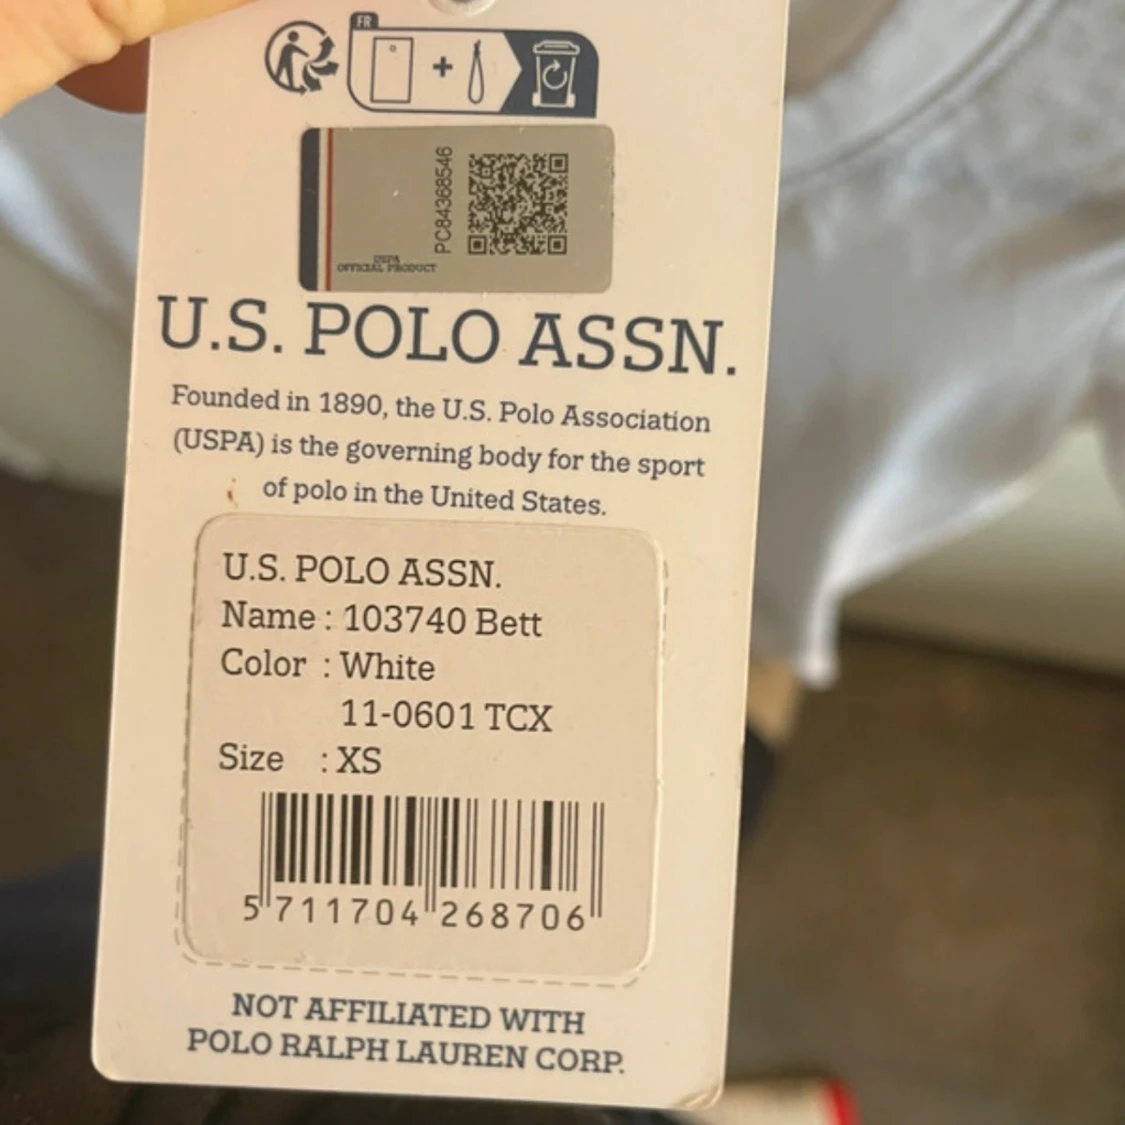 FR
PC84368546
USPA
OFFICIAL PRODUCT
U.S. POLO ASSN.
Founded in 1890, the U.S. Polo Association
(USPA) is the governing body for the sport
of polo in the United States.
U.S. POLO ASSN.
Name : 103740 Bett
Color : White
11-0601 TCX
Size : XS
5 711704 268706
NOT AFFILIATED WITH
POLO RALPH LAUREN CORP.